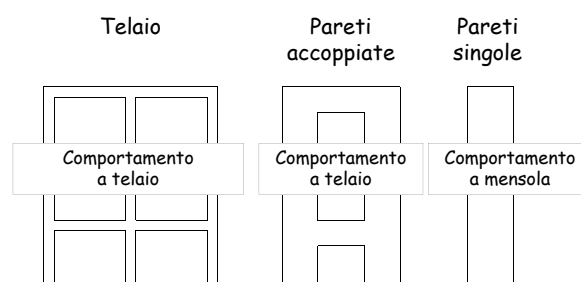 Telaio
Pareti
accoppiate
Pareti
singole
Comportamento
a telaio
Comportamento
a telaio
Comportamento
a mensola